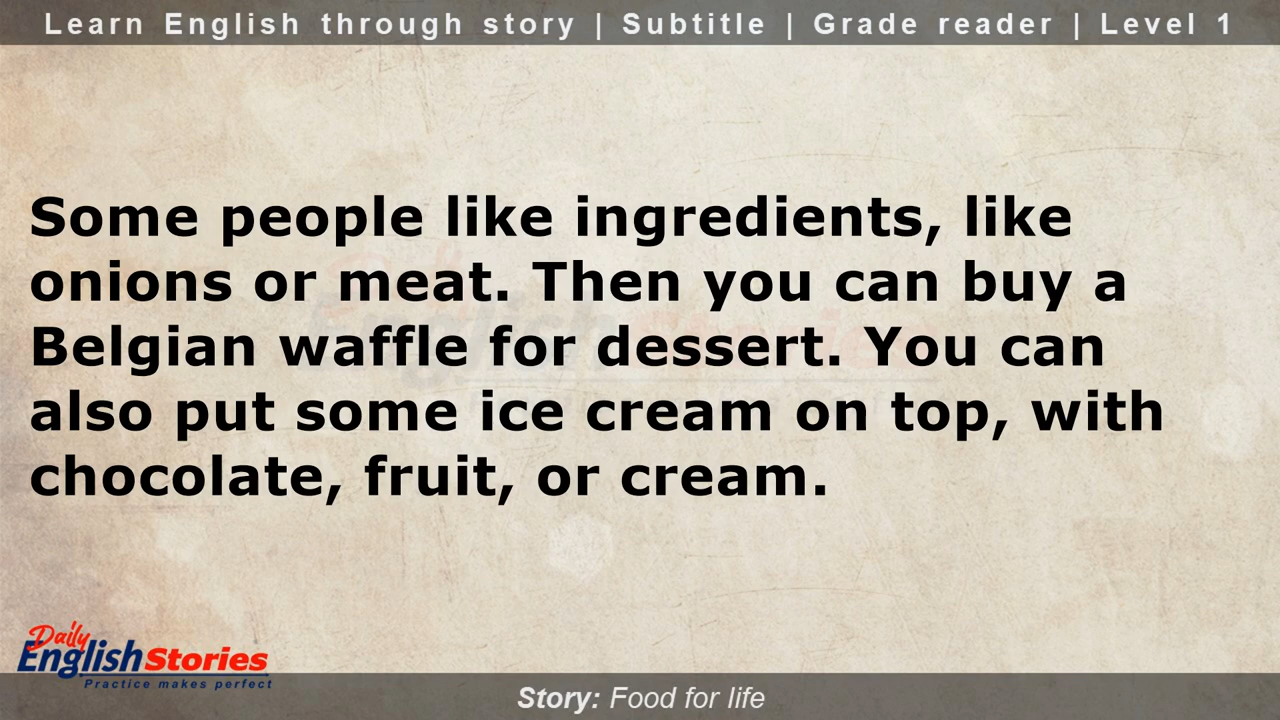 Learn English through story | Subtitle | Grade reader | Level 1
Some people like ingredients, like
onions or meat. Then you can buy a
Belgian waffle for dessert. You can
also put some ice cream on top, with
chocolate, fruit, or cream.
Daily
English Stories
Practice makes perfect
Story: Food for life